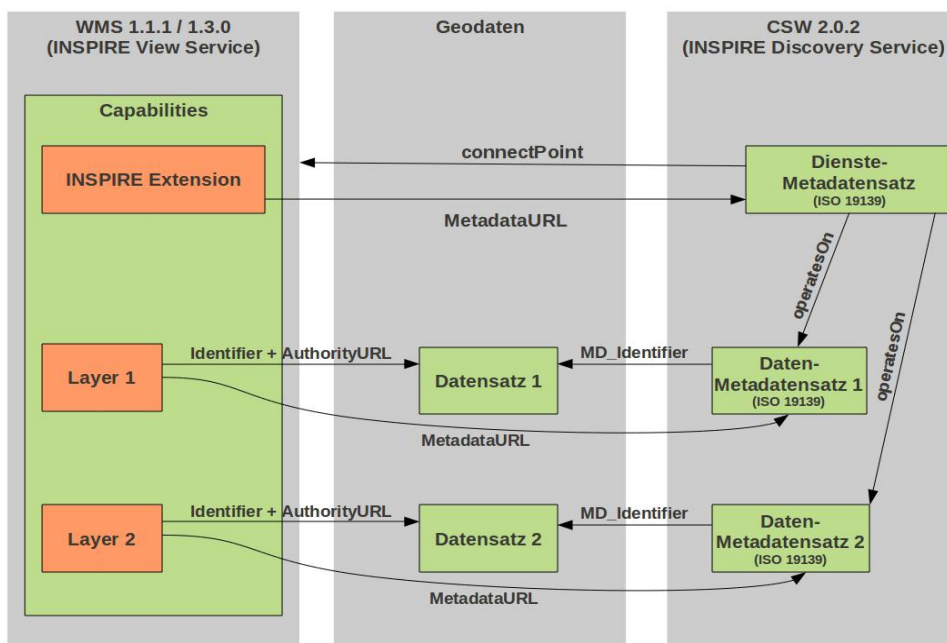 WMS 1.1.1 / 1.3.0
(INSPIRE View Service)
Geodaten
CSW 2.0.2
(INSPIRE Discovery Service)
Capabilities
INSPIRE Extension
connectPoint
MetadataURL
Dienste-
Metadatensatz
(ISO 19139)
operatesOn
operatesOn
Layer 1
Identifier + AuthorityURL
Datensatz 1
MD_Identifier
Daten-
Metadatensatz 1
(ISO 19139)
MetadataURL
Layer 2
Identifier + AuthorityURL
Datensatz 2
MD_Identifier
Daten-
Metadatensatz 2
(ISO 19139)
MetadataURL